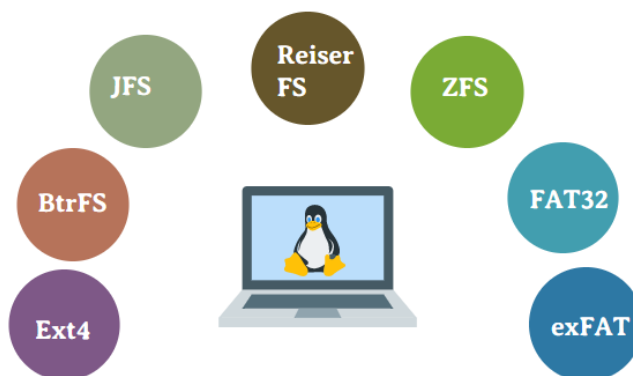 Reiser
FS
JFS
ZFS
BtrFS
FAT32
Ext4
exFAT